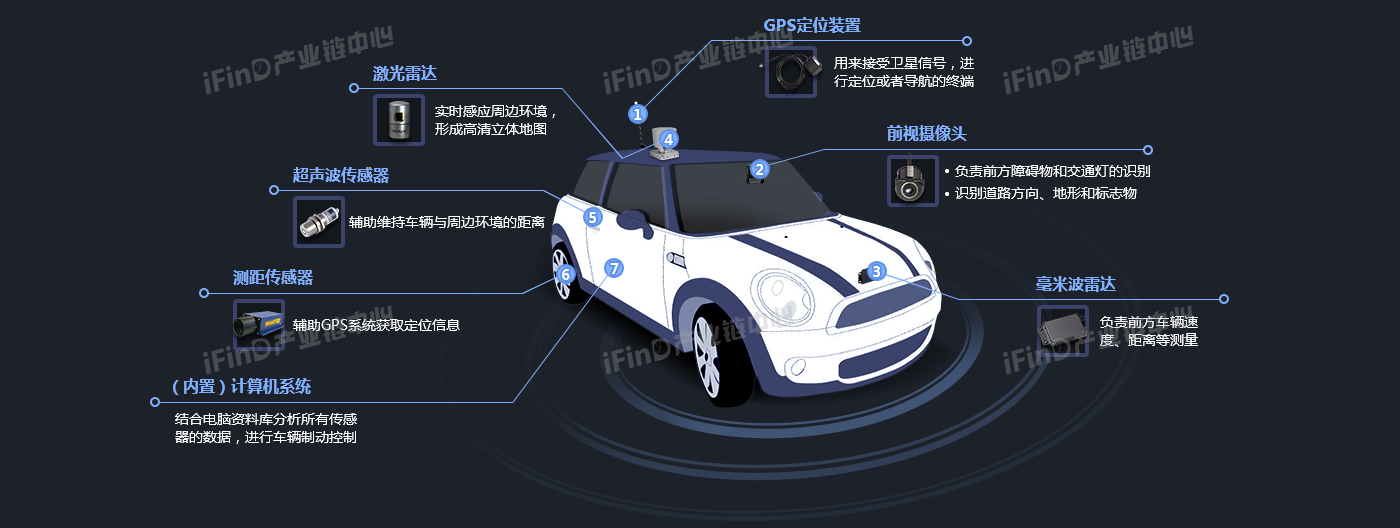 GPS定位装置
用来接受卫星信号，进
行定位或者导航的终端
激光雷达
实时感应周边环境，
形成高清立体地图
前视摄像头
• 负责前方障碍物和交通灯的识别
• 识别道路方向、地形和标志物
超声波传感器
辅助维持车辆与周边环境的距离
测距传感器
辅助GPS系统获取定位信息
毫米波雷达
负责前方车辆速
度、距离等测量
（内置）计算机系统
结合电脑资料库分析所有传感
器的数据，进行车辆制动控制
1
4
2
5
6
7
3
iFinD产业链中心
iFinD产业链中心
iFinD产业链中心
iFinD产业链中心
iFinD产业链中心
iFinD产业链中心